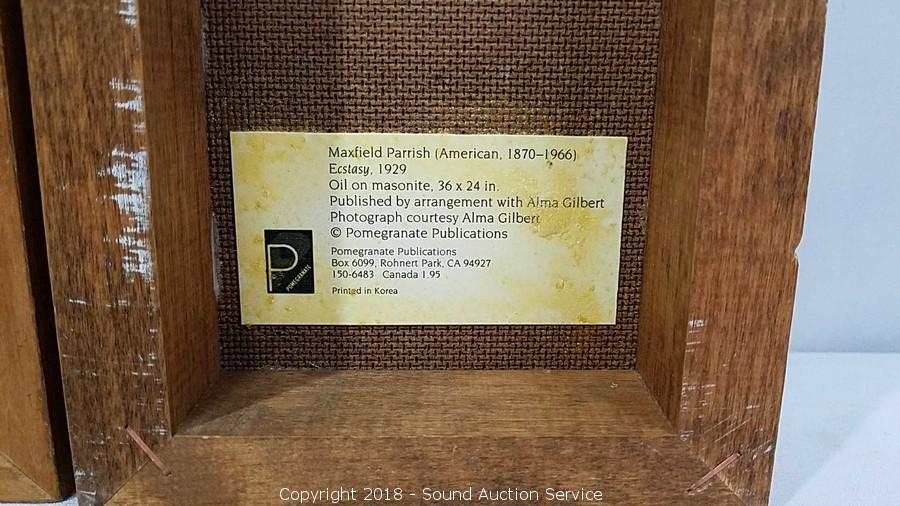 Maxfield Parrish (American, 1870–1966)
Ecstasy, 1929
Oil on masonite, 36 x 24 in.
Published by arrangement with Alma Gilbert
Photograph courtesy Alma Gilbert
© Pomegranate Publications
P
POMEGRANATE
Pomegranate Publications
Box 6099, Rohnert Park, CA 94927
150-6483 Canada 1.95
Printed in Korea
Copyright 2018 - Sound Auction Service